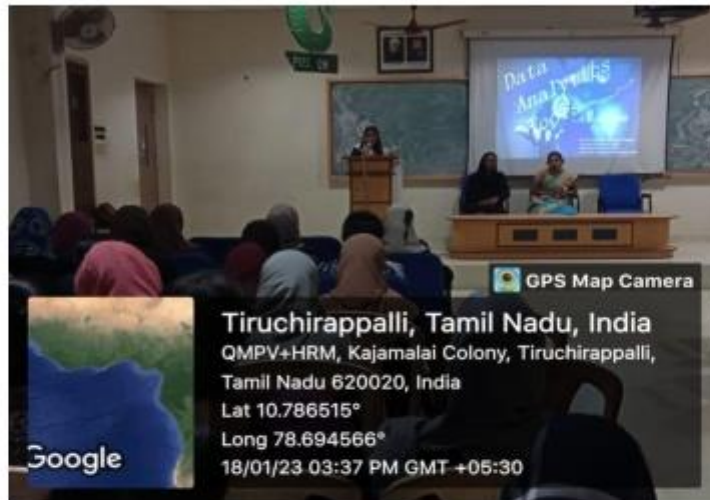 Data
Analytics
Tools
GPS Map Camera
Tiruchirappalli, Tamil Nadu, India
QMPV+HRM, Kajamalai Colony, Tiruchirappalli,
Tamil Nadu 620020, India
Lat 10.786515°
Long 78.694566°
18/01/23 03:37 PM GMT +05:30
Google